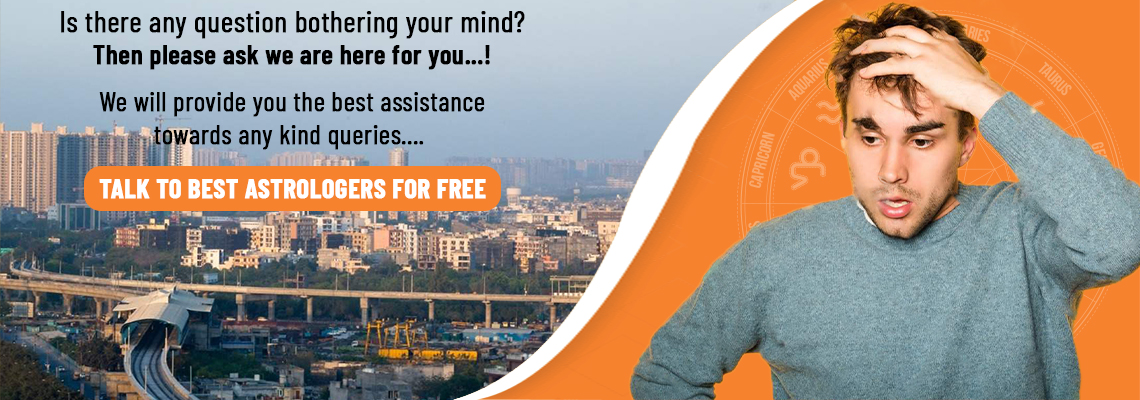 Is there any question bothering your mind?
Then please ask we are here for you...!
We will provide you the best assistance
towards any kind queries....
TALK TO BEST ASTROLOGERS FOR FREE
AQUARIUS
CAPRICORN
TAURUS